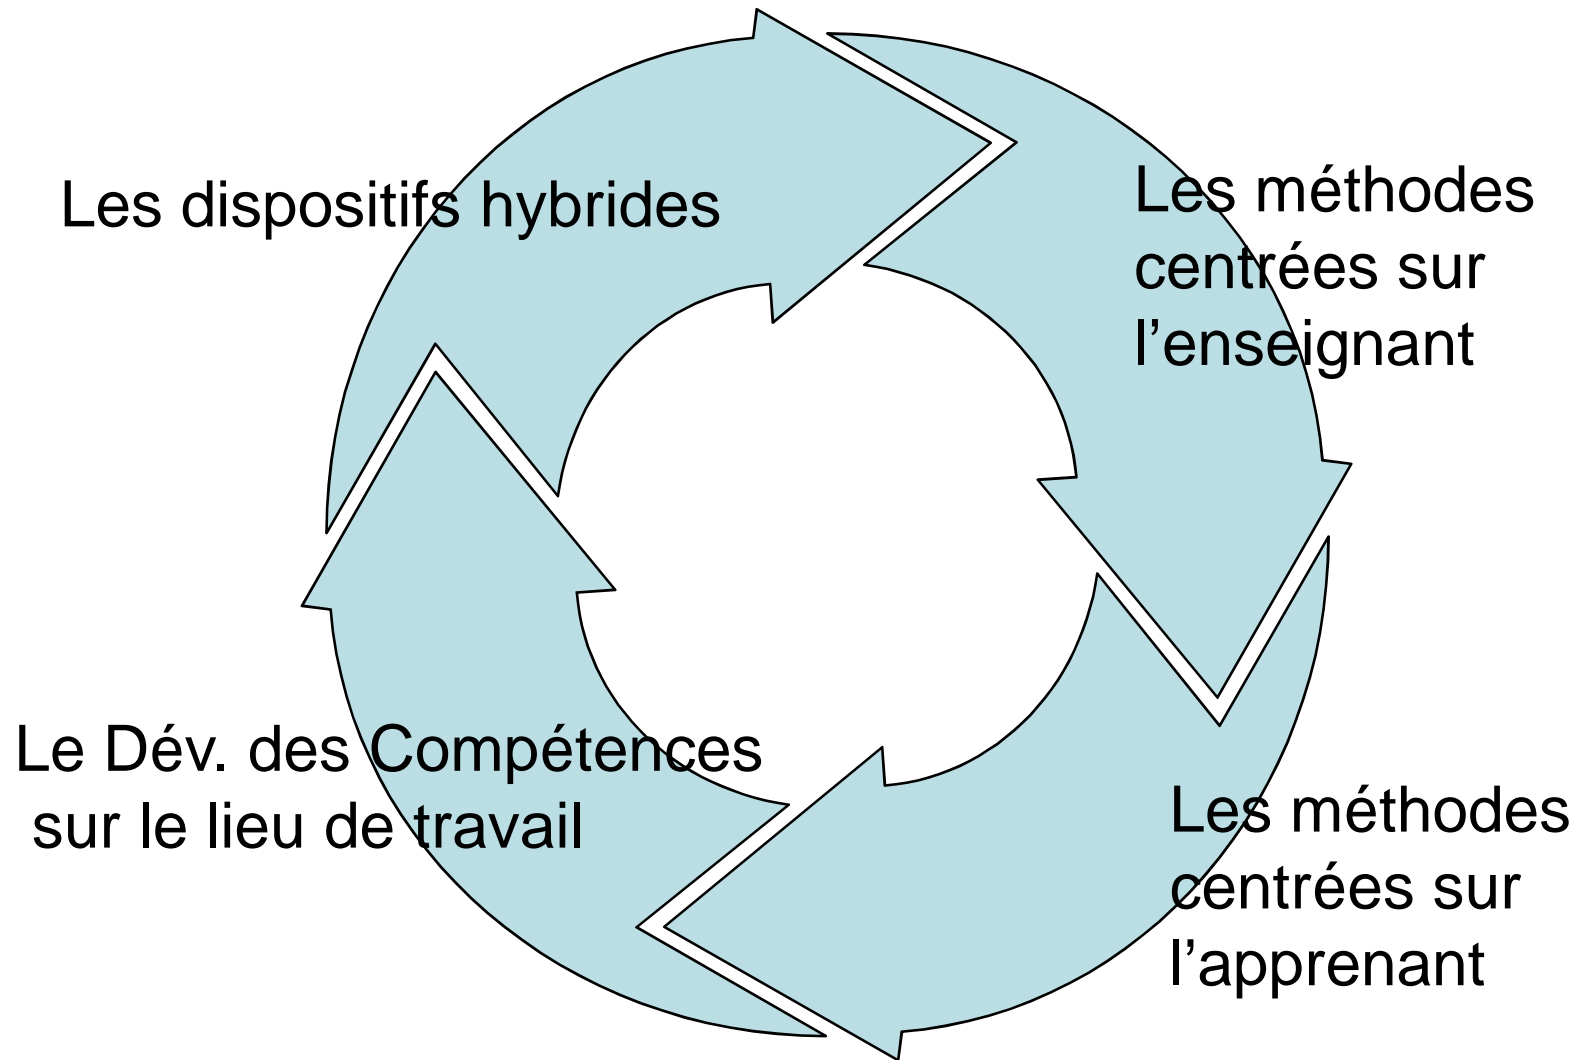 Les dispositifs hybrides
Les méthodes
centrées sur
l’enseignant
Le Dév. des Compétences
sur le lieu de travail
Les méthodes
centrées sur
l’apprenant